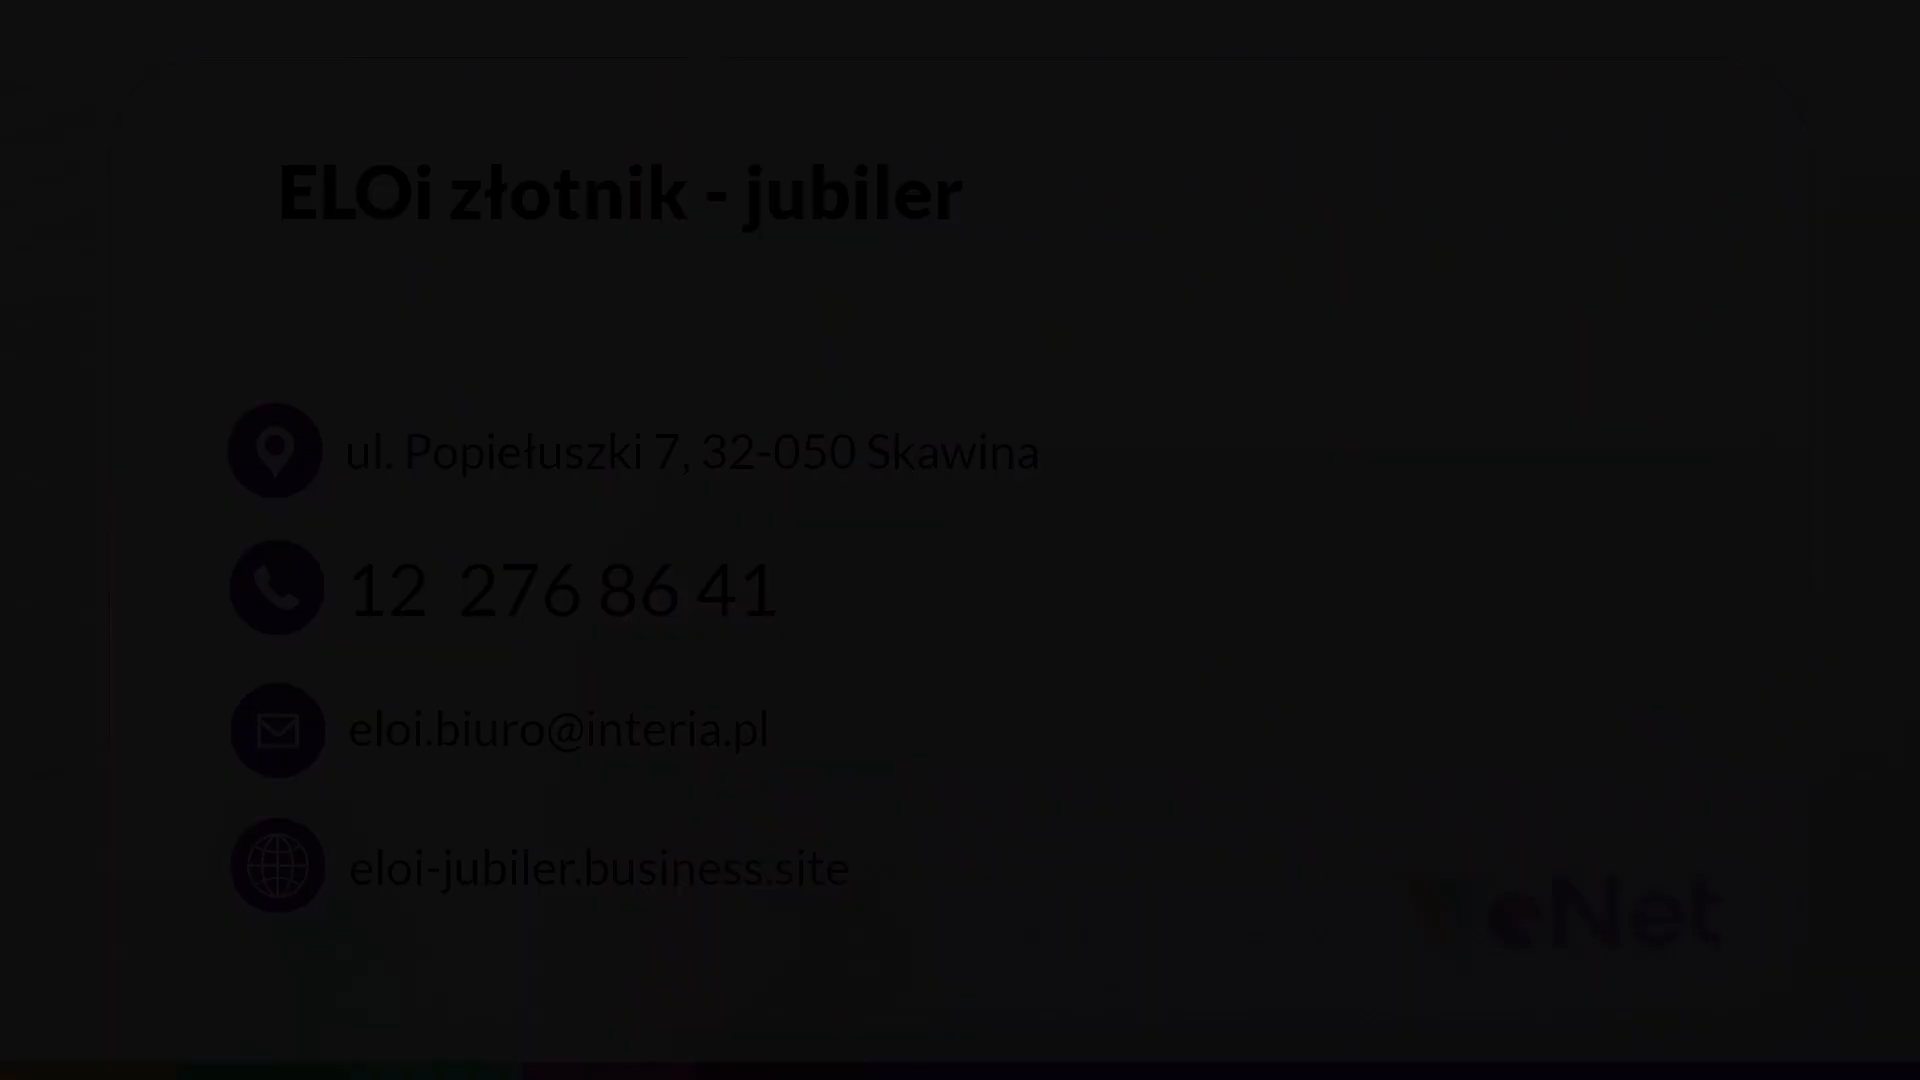 ELOi złotnik - jubiler
ul. Popiełuszki 7, 32-050 Skawina
12 276 86 41
eloi.biuro@interia.pl
eloi-jubiler.business.site
eNet